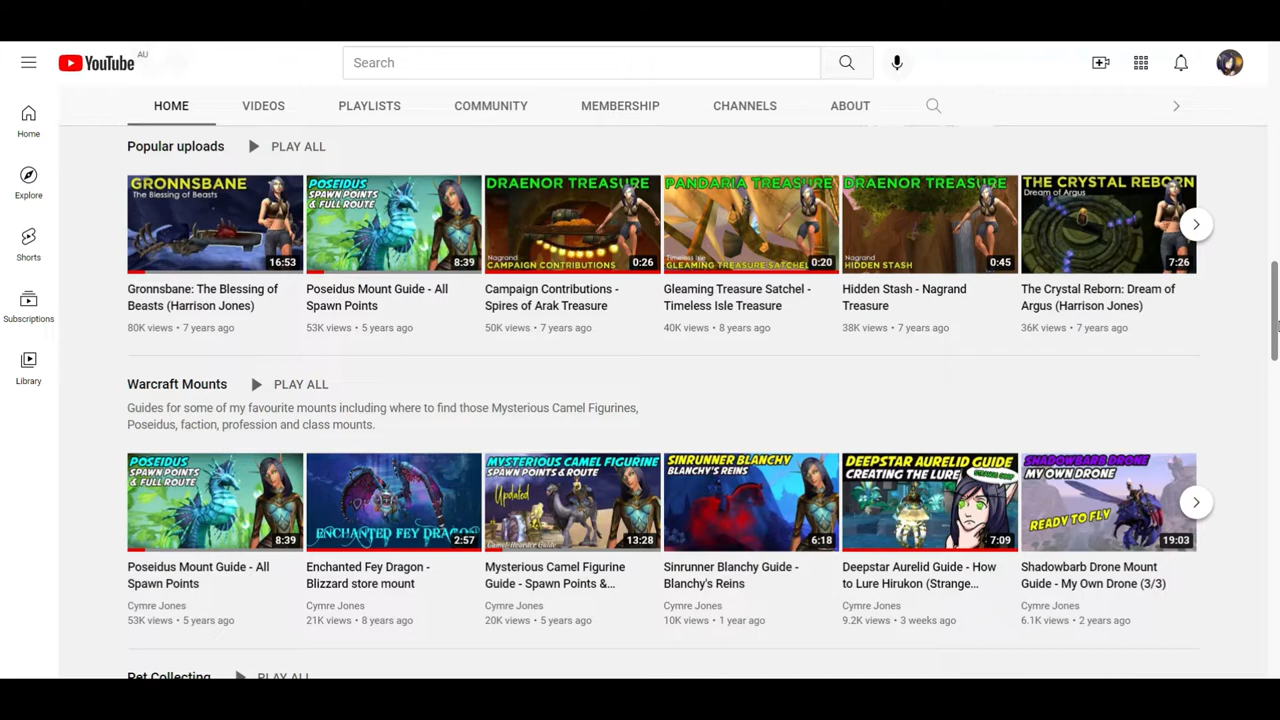 YouTube AU
Search
HOME VIDEOS PLAYLISTS COMMUNITY MEMBERSHIP CHANNELS ABOUT
Home
Explore
Shorts
Subscriptions
Library
Popular uploads PLAY ALL
GRONNSBANE
The Blessing of Beasts
16:53
Gronnsbane: The Blessing of
Beasts (Harrison Jones)
80K views • 7 years ago
POSEIDUS
SPAWN POINTS
& FULL ROUTE
8:39
Poseidus Mount Guide - All
Spawn Points
53K views • 5 years ago
DRAENOR TREASURE
Nagrand
CAMPAIGN CONTRIBUTIONS
0:26
Campaign Contributions -
Spires of Arak Treasure
50K views • 7 years ago
PANDARIA TREASURE
Timeless Isle
GLEAMING TREASURE SATCHEL
0:20
Gleaming Treasure Satchel -
Timeless Isle Treasure
40K views • 8 years ago
DRAENOR TREASURE
Nagrand
HIDDEN STASH
0:45
Hidden Stash - Nagrand
Treasure
38K views • 7 years ago
THE CRYSTAL REBORN
Dream of Argus
7:26
The Crystal Reborn: Dream of
Argus (Harrison Jones)
36K views • 7 years ago
Warcraft Mounts PLAY ALL
Guides for some of my favourite mounts including where to find those Mysterious Camel Figurines,
Poseidus, faction, profession and class mounts.
POSEIDUS
SPAWN POINTS
& FULL ROUTE
8:39
Poseidus Mount Guide - All
Spawn Points
Cymre Jones
53K views • 5 years ago
ENCHANTED FEY DRAGON
2:57
Enchanted Fey Dragon -
Blizzard store mount
Cymre Jones
21K views • 8 years ago
MYSTERIOUS CAMEL FIGURINE
SPAWN POINTS & ROUTE
Updated
Camel-Hoarder Guide
13:28
Mysterious Camel Figurine
Guide - Spawn Points &...
Cymre Jones
20K views • 5 years ago
SINRUNNER BLANCHY
BLANCHY'S REINS
6:18
Sinrunner Blanchy Guide -
Blanchy's Reins
Cymre Jones
10K views • 1 year ago
DEEPSTAR AURELID GUIDE
CREATING THE LURE
7:09
Deepstar Aurelid Guide - How
to Lure Hirukon (Strange...
Cymre Jones
9.2K views • 3 weeks ago
SHADOWBARB DRONE
MY OWN DRONE
READY TO FLY
19:03
Shadowbarb Drone Mount
Guide - My Own Drone (3/3)
Cymre Jones
6.1K views • 2 years ago
Pet Collecting PLAY ALL